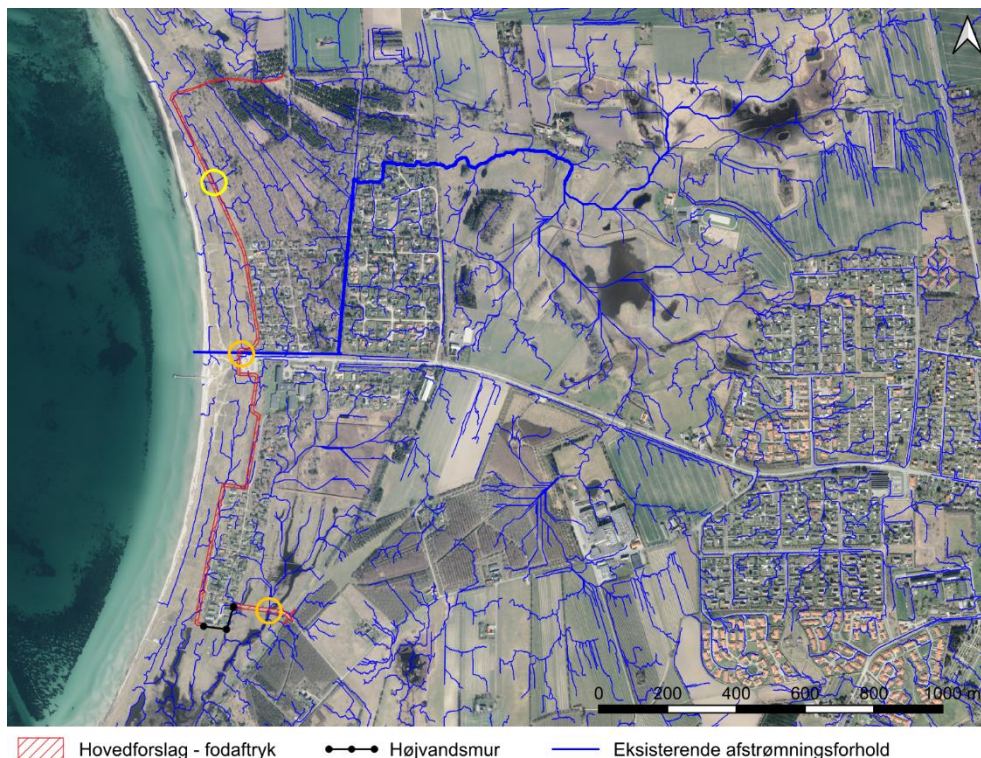 0 200 400 600 800 1000 m
Hovedforslag - fodaftryk Højvandsmur Eksisterende afstrømningsforhold